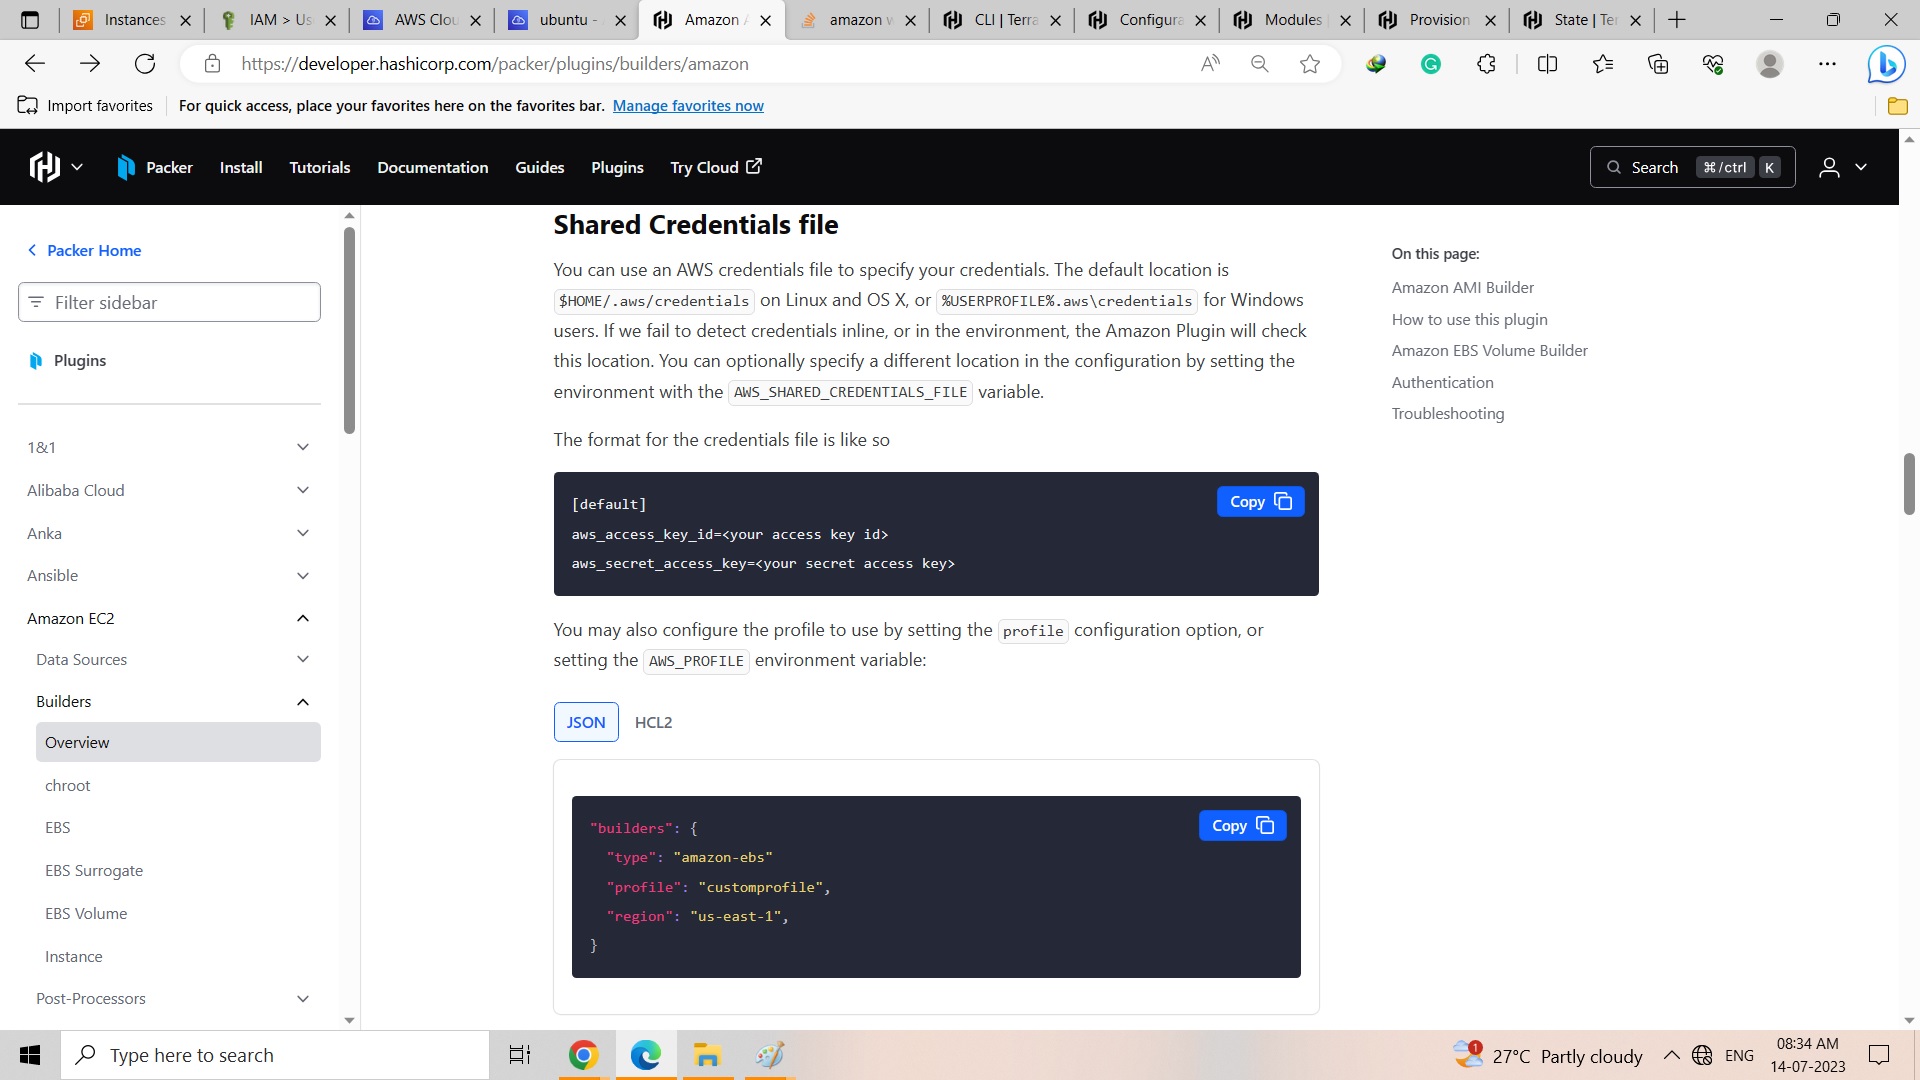 Instances
IAM > Us
AWS Clou
ubuntu -
Amazon A
amazon w
CLI | Terra
Configura
Modules |
Provision
State | Ter
https://developer.hashicorp.com/packer/plugins/builders/amazon
Import favorites
For quick access, place your favorites here on the favorites bar. Manage favorites now
Packer
Install
Tutorials
Documentation
Guides
Plugins
Try Cloud
Search ⌘/ctrl K
Packer Home
Filter sidebar
Plugins
1&1
Alibaba Cloud
Anka
Ansible
Amazon EC2
Data Sources
Builders
Overview
chroot
EBS
EBS Surrogate
EBS Volume
Instance
Post-Processors
Shared Credentials file
You can use an AWS credentials file to specify your credentials. The default location is
$HOME/.aws/credentials on Linux and OS X, or %USERPROFILE%.aws\credentials for Windows
users. If we fail to detect credentials inline, or in the environment, the Amazon Plugin will check
this location. You can optionally specify a different location in the configuration by setting the
environment with the AWS_SHARED_CREDENTIALS_FILE variable.
The format for the credentials file is like so
Copy
[default]
aws_access_key_id=<your access key id>
aws_secret_access_key=<your secret access key>
You may also configure the profile to use by setting the profile configuration option, or
setting the AWS_PROFILE environment variable:
JSON HCL2
Copy
"builders": {
"type": "amazon-ebs"
"profile": "customprofile",
"region": "us-east-1",
}
On this page:
Amazon AMI Builder
How to use this plugin
Amazon EBS Volume Builder
Authentication
Troubleshooting
Type here to search
1
27°C Partly cloudy
ENG
08:34 AM
14-07-2023